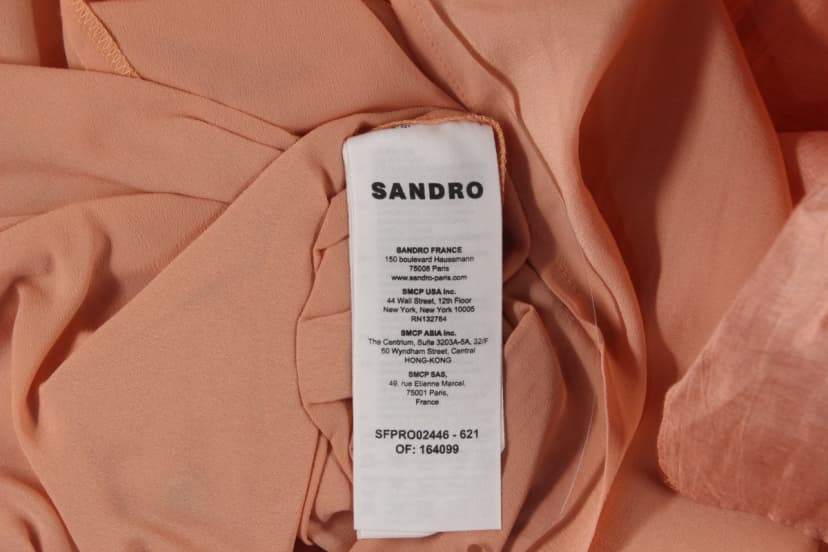 SANDRO
SANDRO FRANCE
150 boulevard Haussmann
75008 Paris
www.sandro-paris.com
SMCP USA Inc.
44 Wall Street, 12th Floor
New York, New York 10005
RN132784
SMCP ASIA Inc.
The Centrium, Suite 3203A-5A, 32/F
60 Wyndham Street, Central
HONG-KONG
SMCP SAS,
49, rue Etienne Marcel,
75001 Paris,
France
SFPRO02446 - 621
OF: 164099